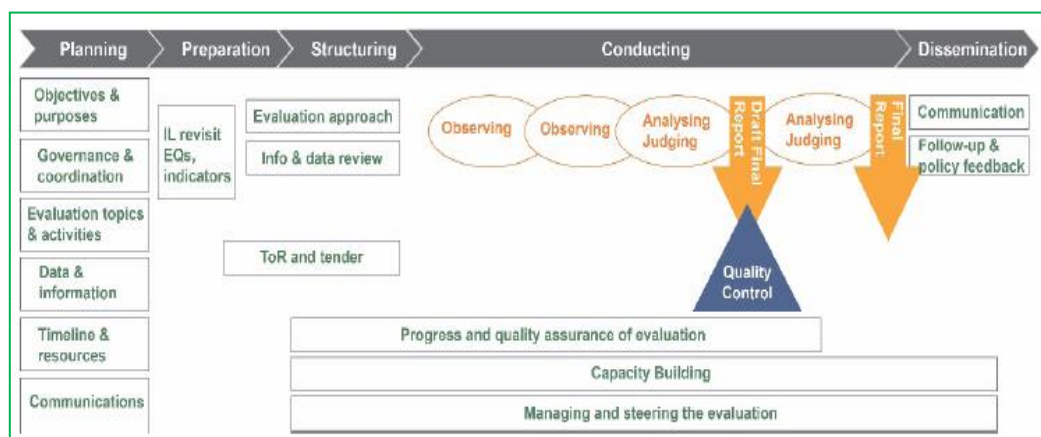 Planning
Preparation
Structuring
Conducting
Dissemination
Objectives &
purposes
Governance &
coordination
Evaluation topics
& activities
Data &
information
Timeline &
resources
Communications
IL revisit
EQs,
indicators
Evaluation approach
Info & data review
ToR and tender
Observing
Observing
Analysing
Judging
Draft Final
Report
Analysing
Judging
Final
Report
Communication
Follow-up &
policy feedback
Quality
Control
Progress and quality assurance of evaluation
Capacity Building
Managing and steering the evaluation